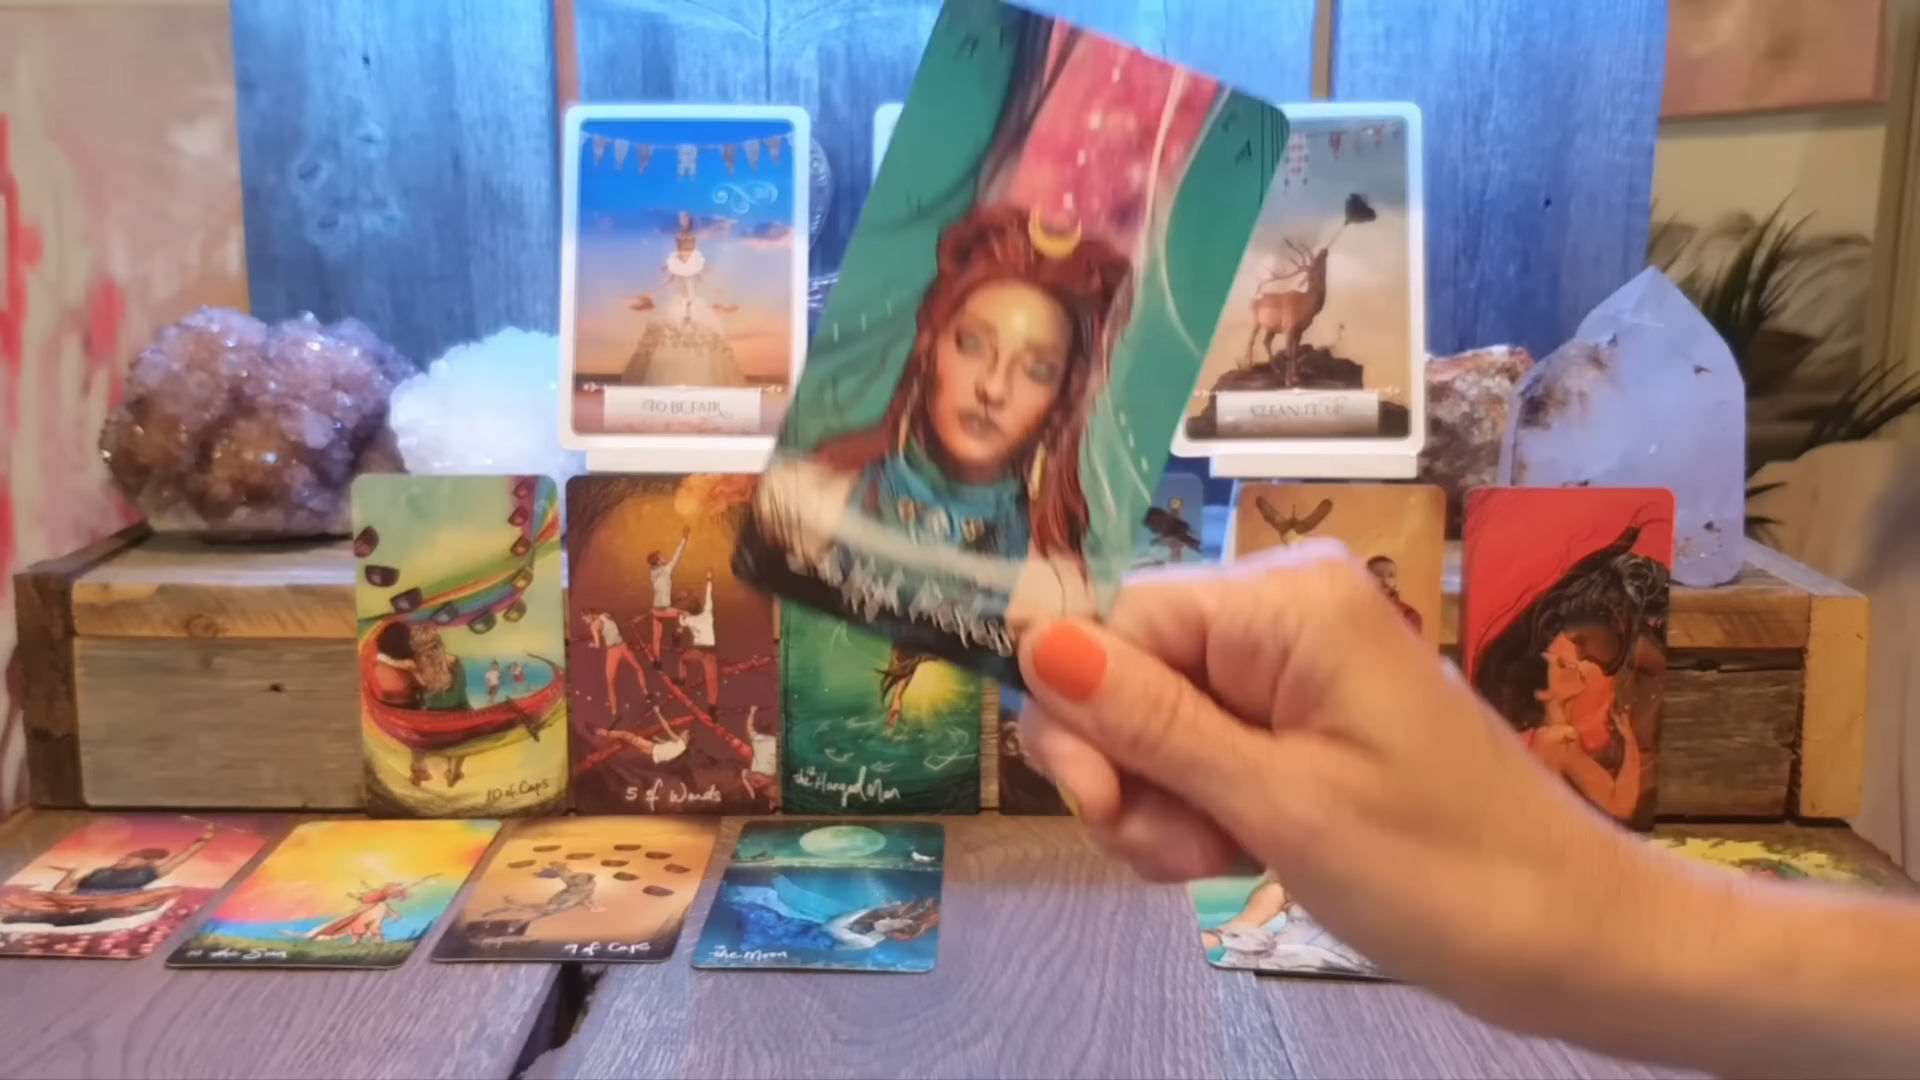 TO BE FAIR
CLEAN IT UP
10 of Cups
5 of Wands
the Hanged Man
the Sun
9 of Cups
the Moon